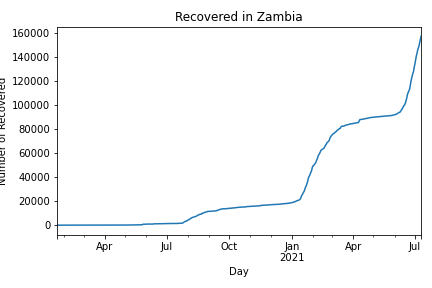 Recovered in Zambia
160000
140000
120000
100000
80000
60000
40000
20000
0
Number of Recovered
Apr
Jul
Oct
Jan
2021
Apr
Jul
Day